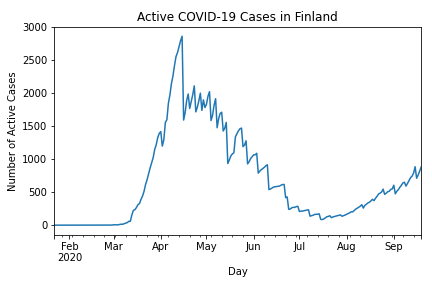 Active COVID-19 Cases in Finland
3000
2500
2000
1500
1000
500
0
Number of Active Cases
Feb Mar Apr May Jun Jul Aug Sep
2020
Day